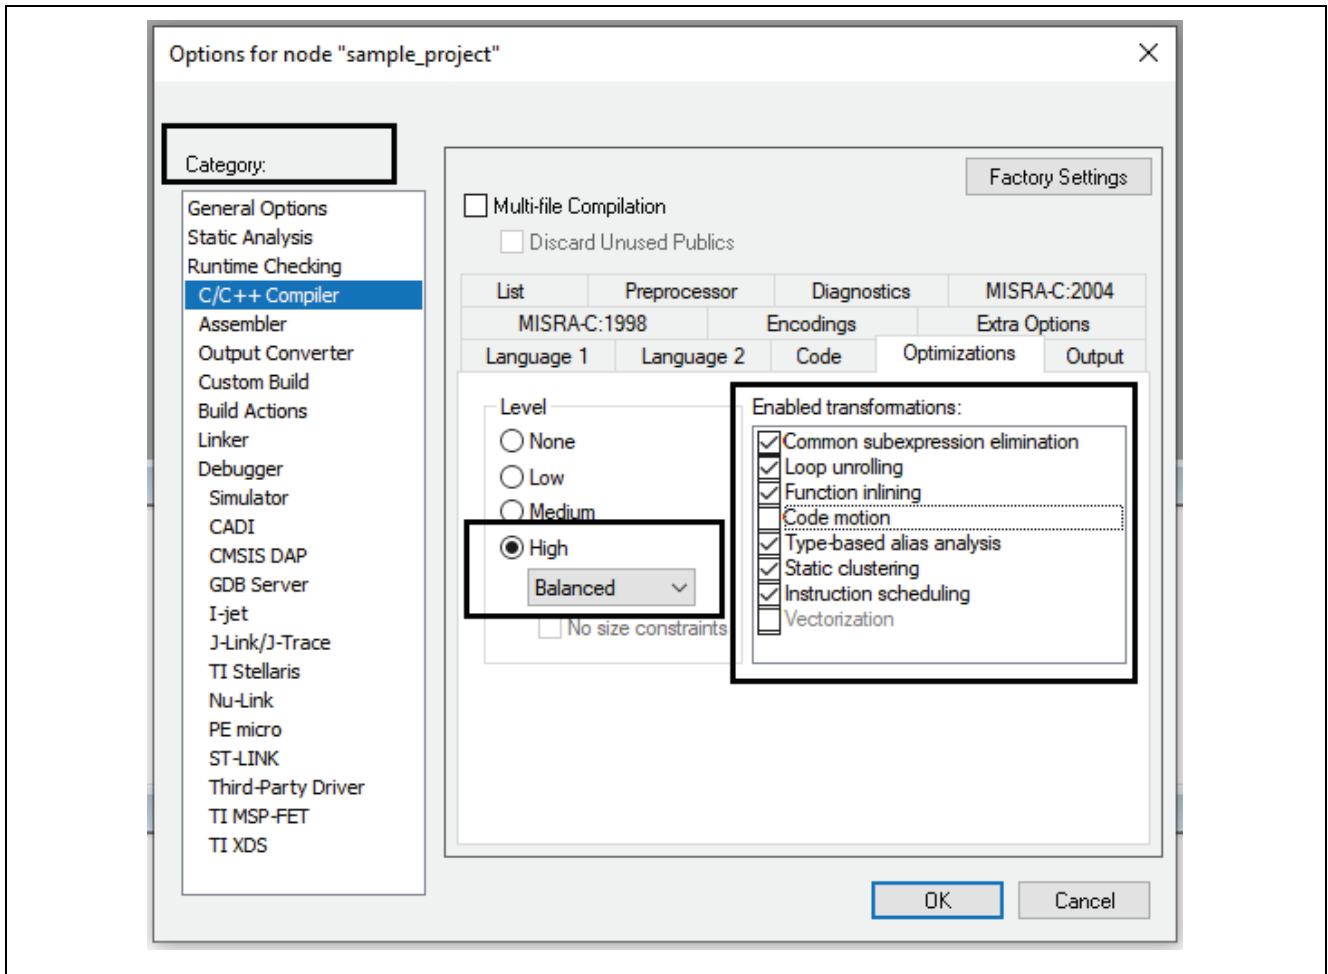 Options for node "sample_project"
Category:
General Options
Static Analysis
Runtime Checking
C/C++ Compiler
Assembler
Output Converter
Custom Build
Build Actions
Linker
Debugger
Simulator
CADI
CMSIS DAP
GDB Server
I-jet
J-Link/J-Trace
TI Stellaris
Nu-Link
PE micro
ST-LINK
Third-Party Driver
TI MSP-FET
TI XDS
Factory Settings
Multi-file Compilation
Discard Unused Publics
List Preprocessor Diagnostics MISRA-C:2004
MISRA-C:1998 Encodings Extra Options
Language 1 Language 2 Code Optimizations Output
Level
None
Low
Medium
High
Balanced
No size constraints
Enabled transformations:
Common subexpression elimination
Loop unrolling
Function inlining
Code motion
Type-based alias analysis
Static clustering
Instruction scheduling
Vectorization
OK Cancel